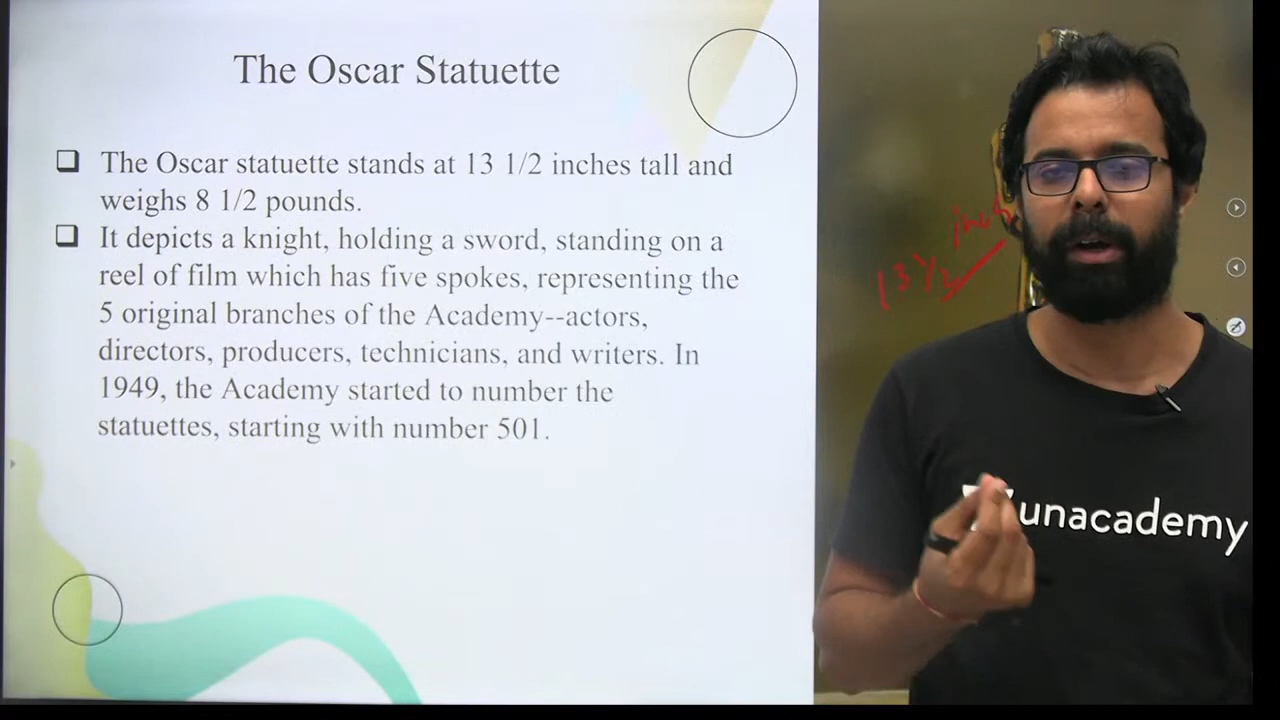 The Oscar Statuette
❑ The Oscar statuette stands at 13 1/2 inches tall and
weighs 8 1/2 pounds.
❑ It depicts a knight, holding a sword, standing on a
reel of film which has five spokes, representing the
5 original branches of the Academy--actors,
directors, producers, technicians, and writers. In
1949, the Academy started to number the
statuettes, starting with number 501.
13 1/2 inch
unacademy